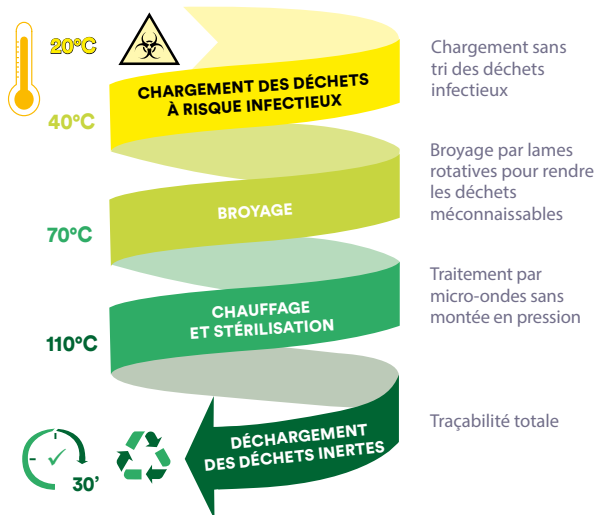 20°C
CHARGEMENT DES DÉCHETS
À RISQUE INFECTIEUX
Chargement sans
tri des déchets
infectieux
40°C
BROYAGE
Broyage par lames
rotatives pour rendre
les déchets
méconnaissables
70°C
CHAUFFAGE
ET STÉRILISATION
Traitement par
micro-ondes sans
montée en pression
110°C
DÉCHARGEMENT
DES DÉCHETS INERTES
Traçabilité totale
30'